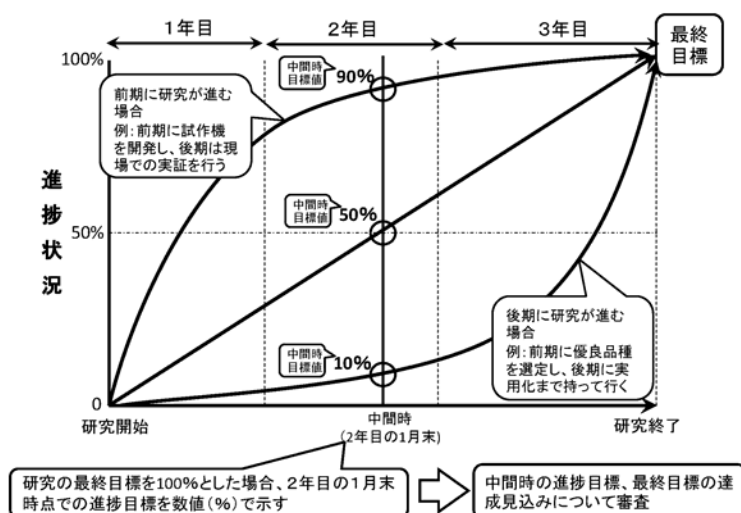 1年目
2年目
3年目
最終
目標
100%
中間時
目標値
90%
前期に研究が進む
場合
例:前期に試作機
を開発し、後期は現
場での実証を行う
進捗状況
中間時
目標値
50%
50%
後期に研究が進む
場合
例:前期に優良品種
を選定し、後期に実
用化まで持って行く
中間時
目標値
10%
0
研究開始
中間時
(2年目の1月末)
研究終了
研究の最終目標を100%とした場合、2年目の1月末
時点での進捗目標を数値(%)で示す
中間時の進捗目標、最終目標の達
成見込みについて審査